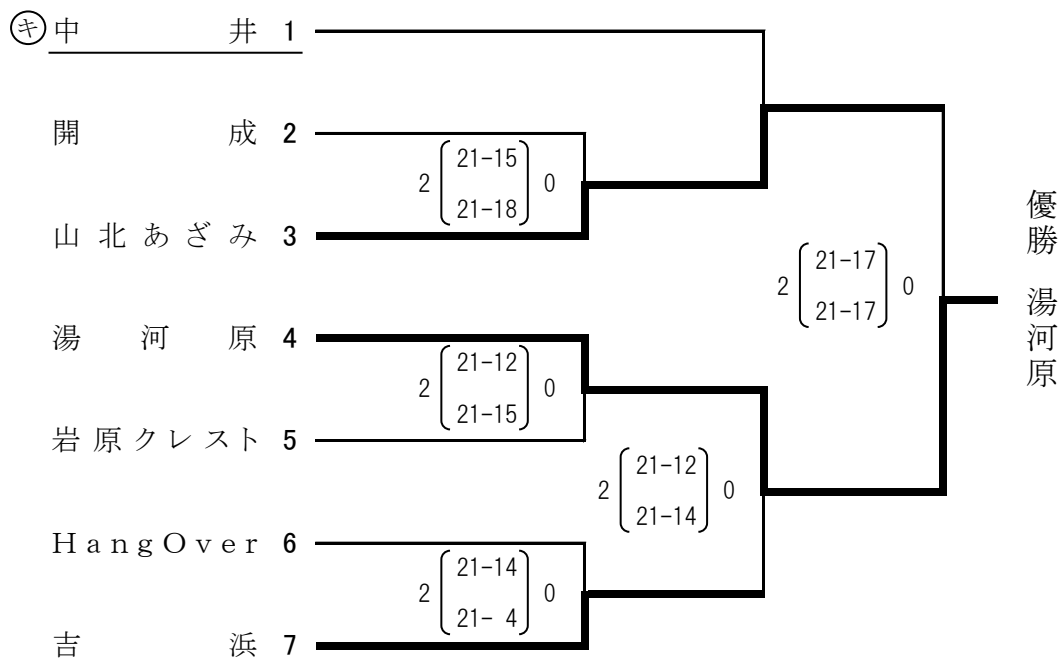 ㋖中井 1
開成 2
2 21-15 0
21-18
山北あざみ 3
2 21-17 0
21-17
優勝 湯河原
湯河原 4
2 21-12 0
21-15
岩原クレスト 5
2 21-12 0
21-14
HangOver 6
2 21-14 0
21- 4
吉浜 7